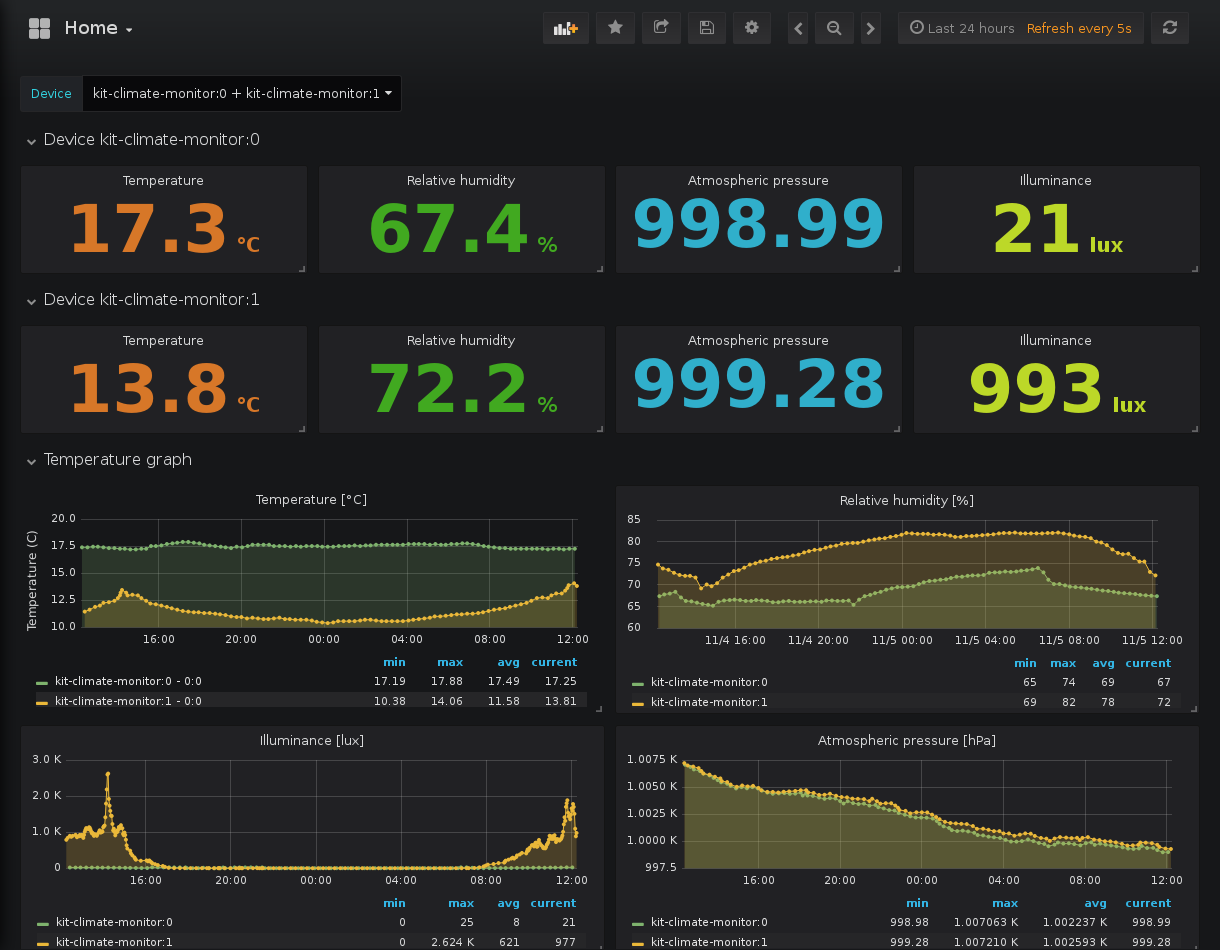 Home
Last 24 hours Refresh every 5s
Device kit-climate-monitor:0 + kit-climate-monitor:1
Device kit-climate-monitor:0
Temperature Relative humidity Atmospheric pressure Illuminance
17.3 °C 67.4 % 998.99 21 lux
Device kit-climate-monitor:1
Temperature Relative humidity Atmospheric pressure Illuminance
13.8 °C 72.2 % 999.28 993 lux
Temperature graph
Temperature [°C]
Temperature (C)
20.0
17.5
15.0
12.5
10.0
16:00 20:00 00:00 04:00 08:00 12:00
min max avg current
kit-climate-monitor:0 - 0:0 17.19 17.88 17.49 17.25
kit-climate-monitor:1 - 0:0 10.38 14.06 11.58 13.81
Relative humidity [%]
85
80
75
70
65
60
11/4 16:00 11/4 20:00 11/5 00:00 11/5 04:00 11/5 08:00 11/5 12:00
min max avg current
kit-climate-monitor:0 65 74 69 67
kit-climate-monitor:1 69 82 78 72
Illuminance [lux]
3.0 K
2.0 K
1.0 K
0
16:00 20:00 00:00 04:00 08:00 12:00
min max avg current
kit-climate-monitor:0 0 25 8 21
kit-climate-monitor:1 0 2.624 K 621 977
Atmospheric pressure [hPa]
1.0075 K
1.0050 K
1.0025 K
1.0000 K
997.5
16:00 20:00 00:00 04:00 08:00 12:00
min max avg current
kit-climate-monitor:0 998.98 1.007063 K 1.002237 K 998.99
kit-climate-monitor:1 999.28 1.007210 K 1.002593 K 999.28